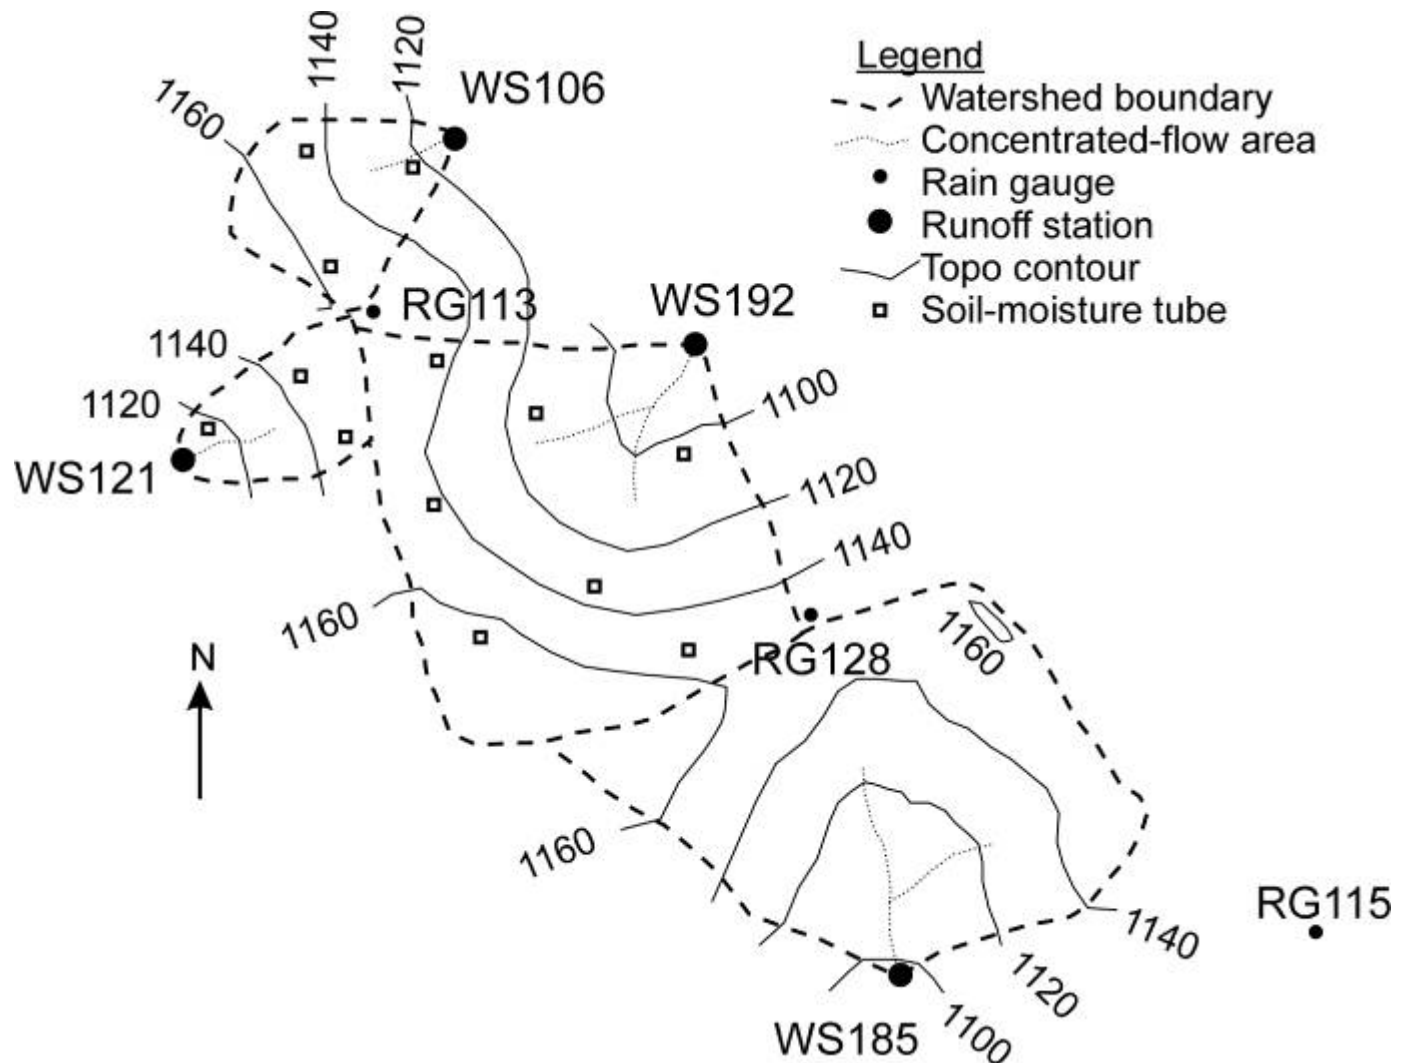 1140
1120
WS106
1160
Legend
Watershed boundary
Concentrated-flow area
Rain gauge
Runoff station
Topo contour
Soil-moisture tube
RG113
WS192
1140
1120
WS121
1100
1120
1140
1160
N
RG128
1160
1160
RG115
1140
1120
1100
WS185